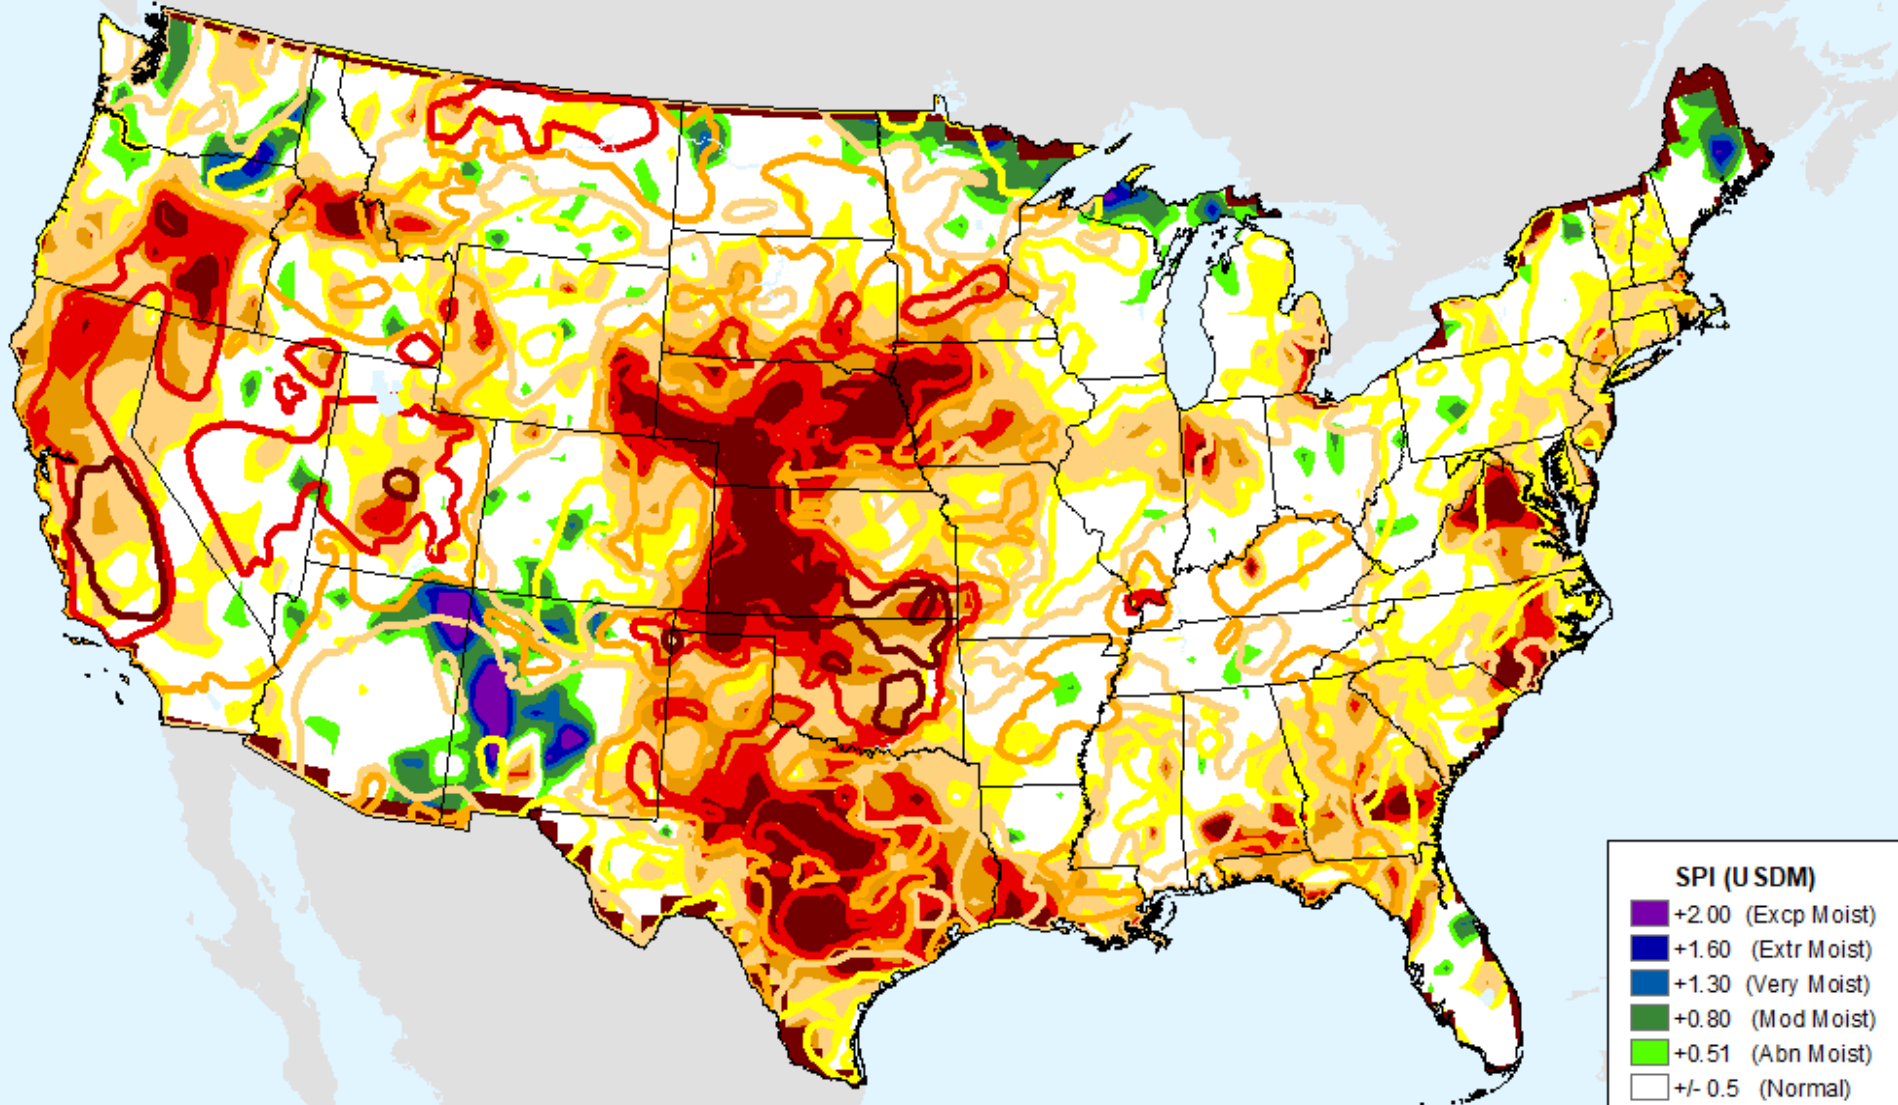 SPI (USDM)
+2.00 (Excp Moist)
+1.60 (Extr Moist)
+1.30 (Very Moist)
+0.80 (Mod Moist)
+0.51 (Abn Moist)
+/- 0.5 (Normal)